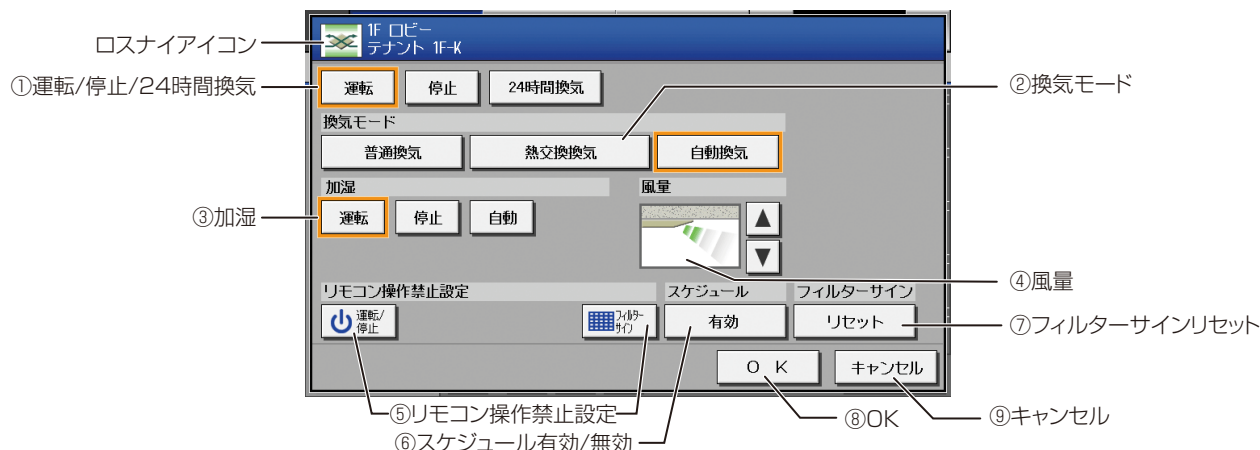 ロスナイアイコン
1F ロビー
テナント 1F-K
①運転/停止/24時間換気
運転 停止 24時間換気
②換気モード
換気モード
普通換気 熱交換換気 自動換気
加湿 風量
③加湿
運転 停止 自動
④風量
リモコン操作禁止設定 スケジュール フィルターサイン
運転/
停止
フィルター
サイン
有効 リセット
⑦フィルターサインリセット
OK キャンセル
⑤リモコン操作禁止設定 ⑧OK ⑨キャンセル
⑥スケジュール有効/無効